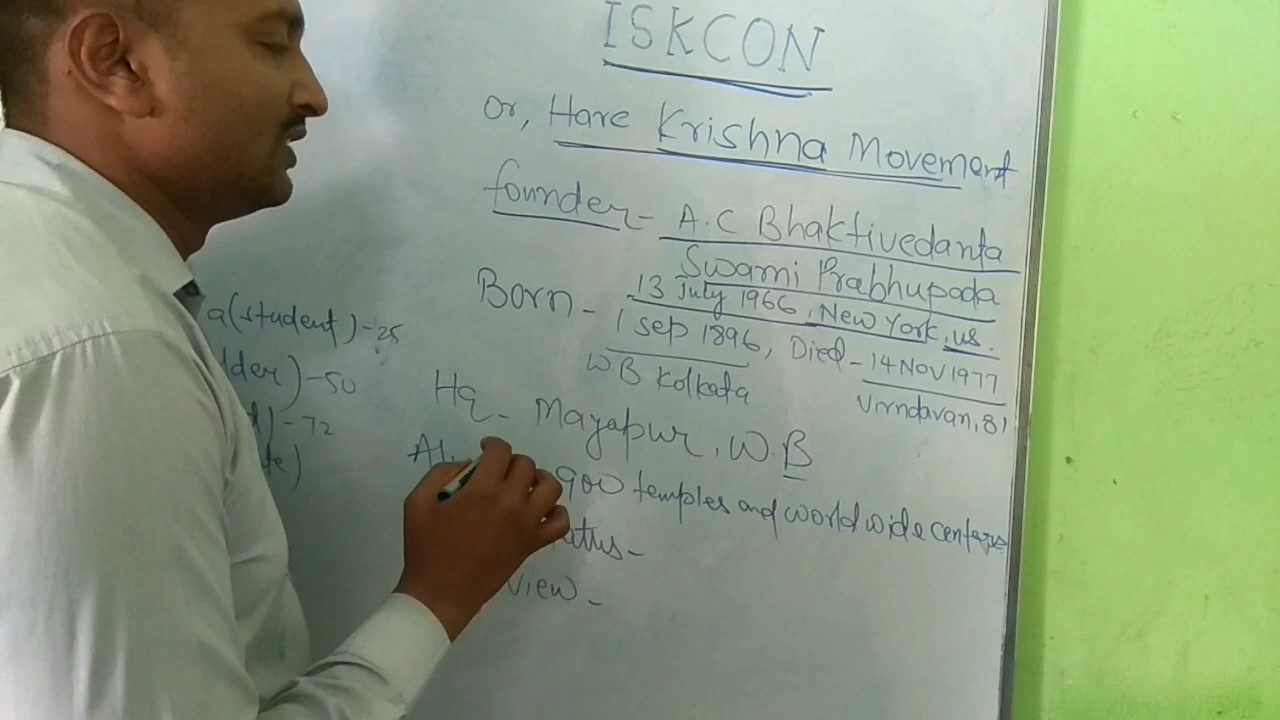 ISKCON
or, Hare Krishna Movement
founder- A.C Bhaktivedanta
Swami Prabhupada
13 July 1966, New York, us.
Born- 1 Sep 1896, Died- 14 Nov 1977
W.B Kolkata
Vrindavan, 81
Hq- Mayapur, W.B
900 temples and world wide centers
atus-
view-
a(student)-25
dder)-50
)-72